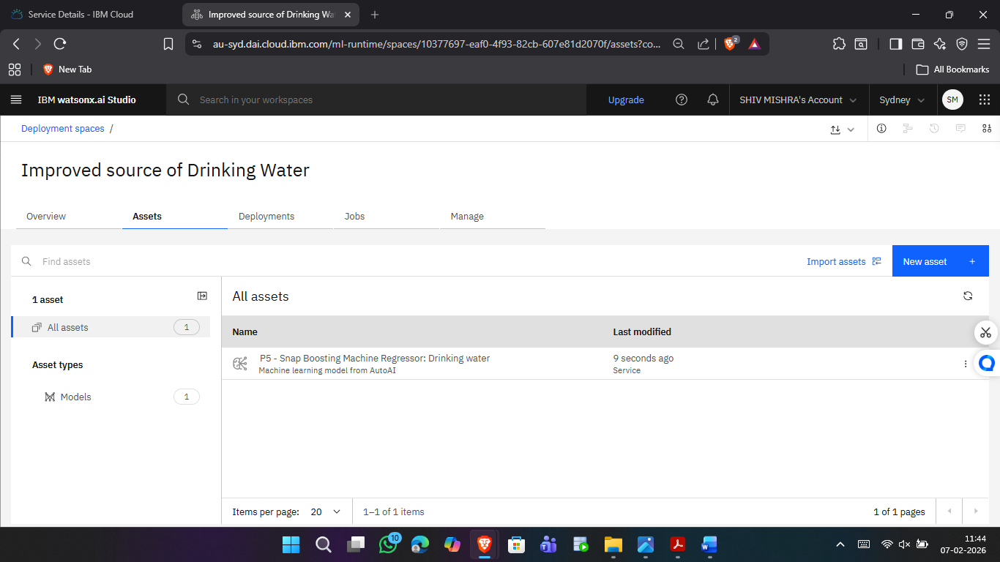 Service Details - IBM Cloud
Improved source of Drinking Wa
au-syd.dai.cloud.ibm.com/ml-runtime/spaces/10377697-eaf0-4f93-82cb-607e81d2070f/assets?co...
2
New Tab
All Bookmarks
IBM watsonx.ai Studio
Search in your workspaces
Upgrade
SHIV MISHRA's Account
Sydney
SM
Deployment spaces /
Improved source of Drinking Water
Overview
Assets
Deployments
Jobs
Manage
Find assets
Import assets
New asset +
1 asset
All assets 1
Asset types
Models 1
All assets
Name Last modified
P5 - Snap Boosting Machine Regressor: Drinking water 9 seconds ago
Machine learning model from AutoAI Service
Items per page: 20 1–1 of 1 items 1 of 1 pages
10
11:44
07-02-2026